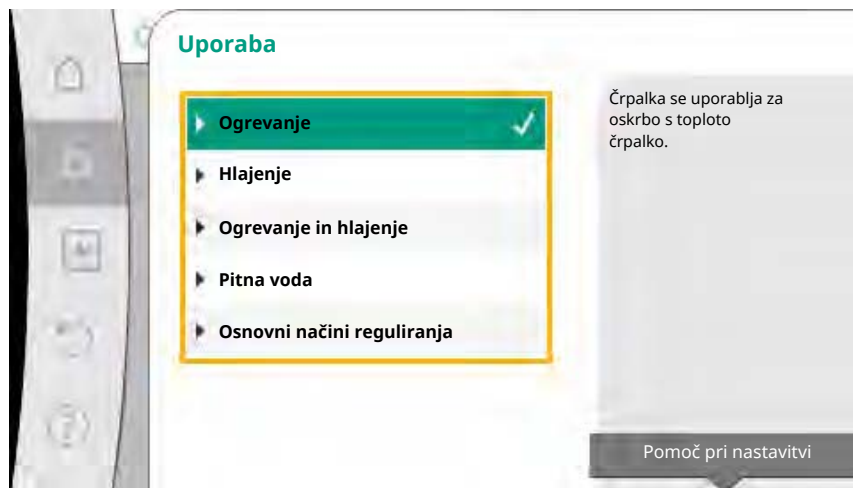 Uporaba
Ogrevanje
Hlajenje
Ogrevanje in hlajenje
Pitna voda
Osnovni načini reguliranja
Črpalka se uporablja za
oskrbo s toploto
črpalko.
Pomoč pri nastavitvi